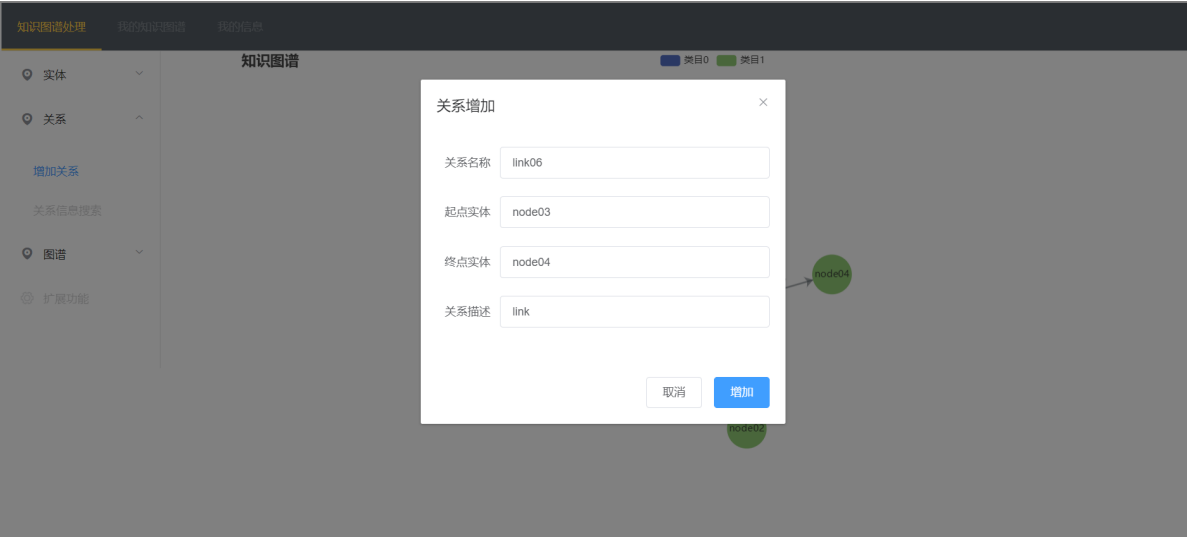 知识图谱处理 我的知识图谱 我的信息
实体
关系
增加关系
关系信息搜索
图谱
扩展功能
知识图谱
类目0 类目1
关系增加
关系名称 link06
起点实体 node03
终点实体 node04
关系描述 link
取消 增加
node04
node02